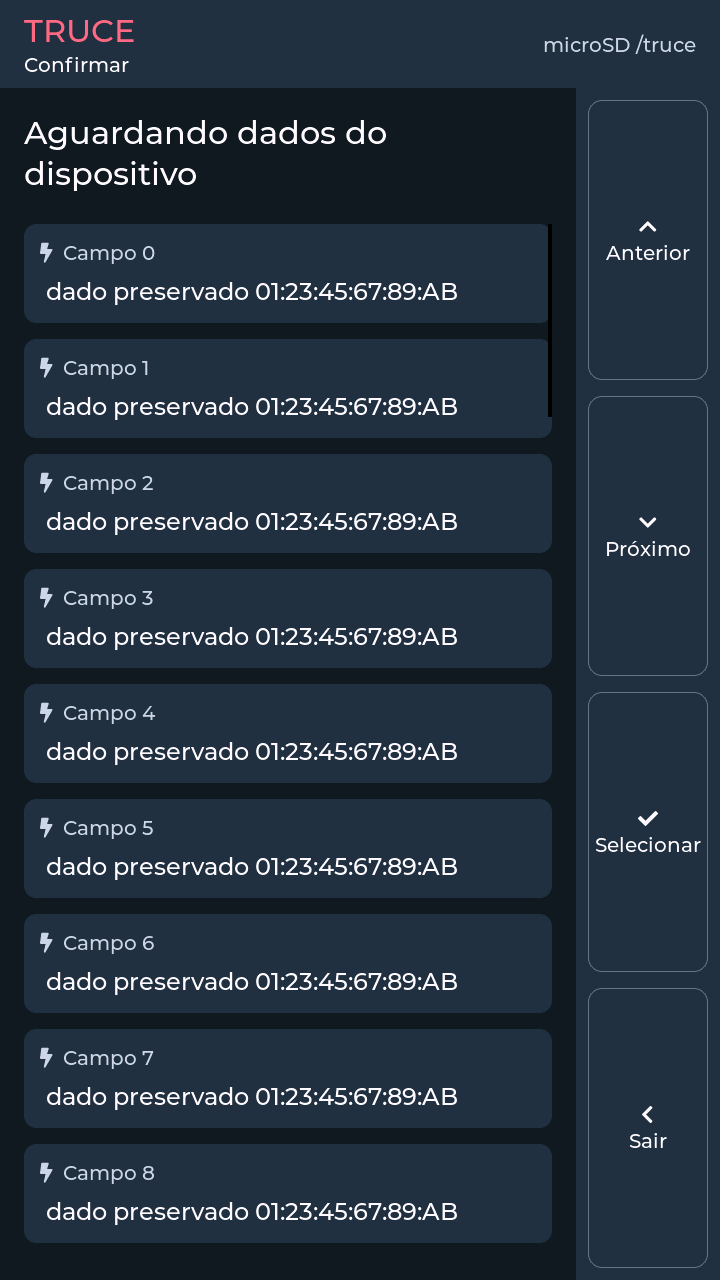 TRUCE
Confirmar
microSD /truce
Aguardando dados do
dispositivo
Campo 0
dado preservado 01:23:45:67:89:AB
Campo 1
dado preservado 01:23:45:67:89:AB
Campo 2
dado preservado 01:23:45:67:89:AB
Campo 3
dado preservado 01:23:45:67:89:AB
Campo 4
dado preservado 01:23:45:67:89:AB
Campo 5
dado preservado 01:23:45:67:89:AB
Campo 6
dado preservado 01:23:45:67:89:AB
Campo 7
dado preservado 01:23:45:67:89:AB
Campo 8
dado preservado 01:23:45:67:89:AB
Anterior
Próximo
Selecionar
Sair